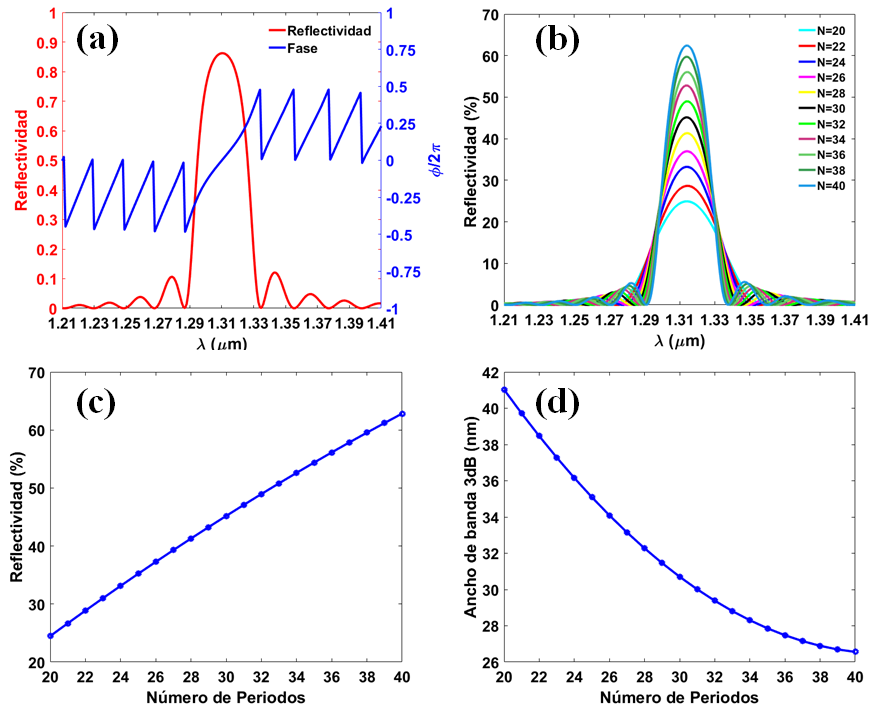 (a)
Reflectividad
Fase
Reflectividad
1
0.9
0.8
0.7
0.6
0.5
0.4
0.3
0.2
0.1
0
1
0.75
0.5
0.25
0
-0.25
-0.5
-0.75
-1
ϕ/2π
1.21 1.23 1.25 1.27 1.29 1.31 1.33 1.35 1.37 1.39 1.41
λ (μm)
(b)
N=20
N=22
N=24
N=26
N=28
N=30
N=32
N=34
N=36
N=38
N=40
Reflectividad (%)
70
60
50
40
30
20
10
0
1.21 1.23 1.25 1.27 1.29 1.31 1.33 1.35 1.37 1.39 1.41
λ (μm)
(c)
Reflectividad (%)
70
60
50
40
30
20
20 22 24 26 28 30 32 34 36 38 40
Número de Periodos
(d)
Ancho de banda 3dB (nm)
42
40
38
36
34
32
30
28
26
20 22 24 26 28 30 32 34 36 38 40
Número de Periodos